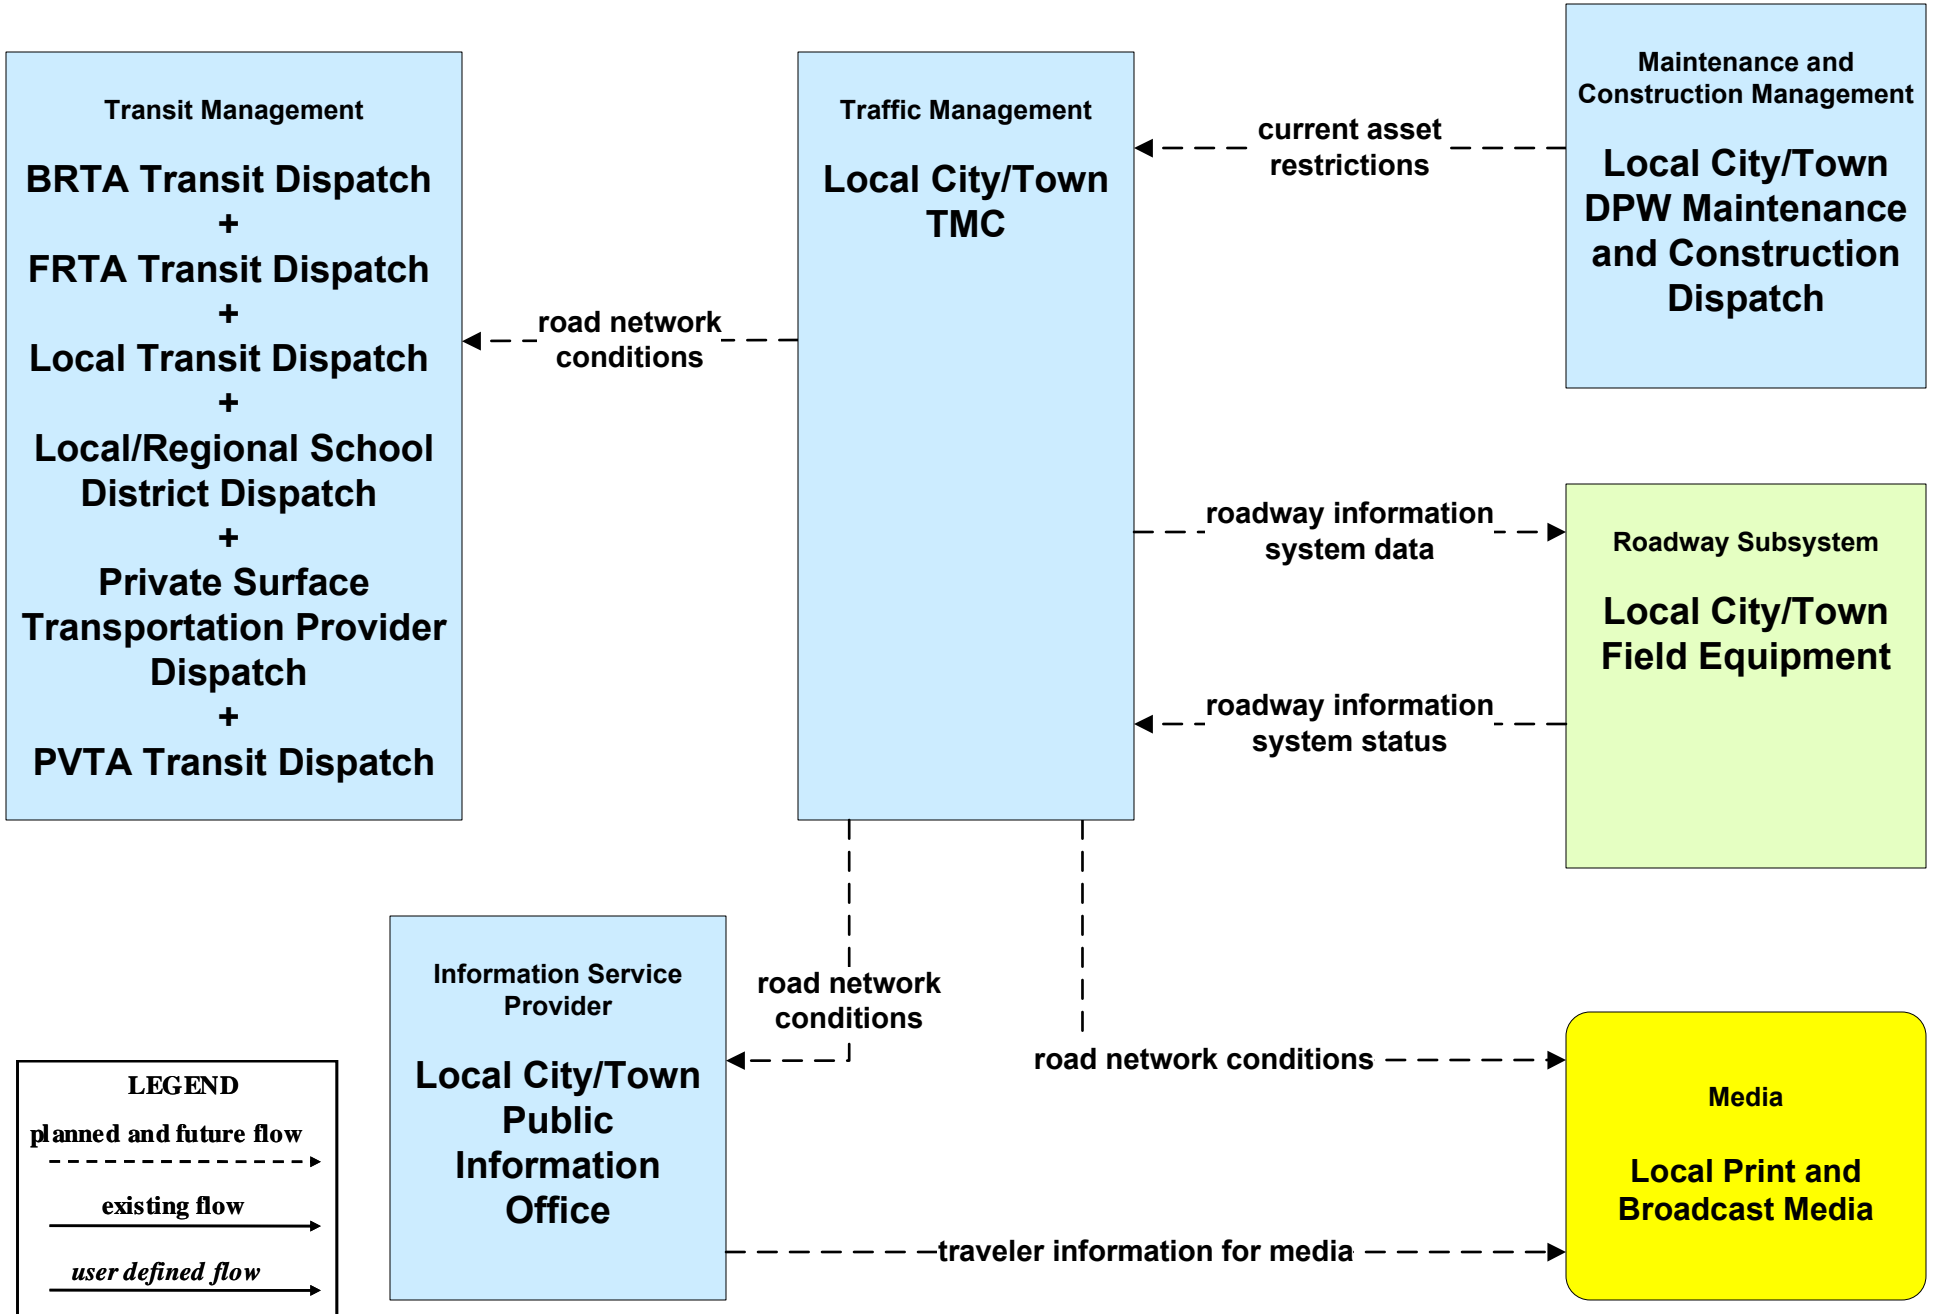 Transit Management
BRTA Transit Dispatch
+
FRTA Transit Dispatch
+
Local Transit Dispatch
+
Local/Regional School
District Dispatch
+
Private Surface
Transportation Provider
Dispatch
+
PVTA Transit Dispatch
road network
conditions
Traffic Management
Local City/Town
TMC
current asset
restrictions
Maintenance and
Construction Management
Local City/Town
DPW Maintenance
and Construction
Dispatch
roadway information
system data
roadway information
system status
Roadway Subsystem
Local City/Town
Field Equipment
Information Service
Provider
Local City/Town
Public
Information
Office
road network
conditions
road network conditions
traveler information for media
Media
Local Print and
Broadcast Media
LEGEND
planned and future flow
existing flow
user defined flow